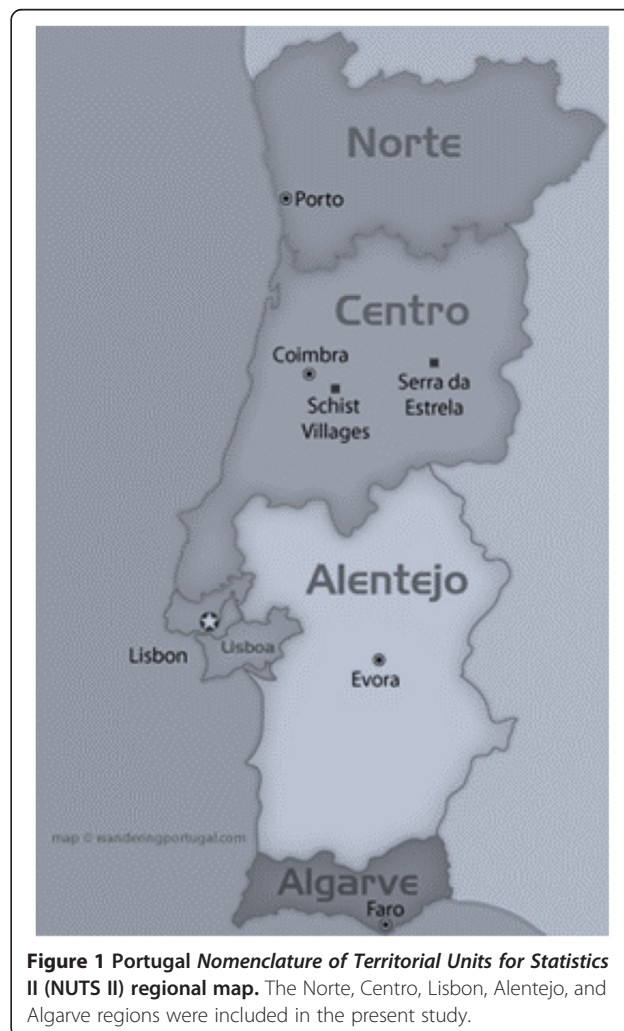 Norte
Porto
Centro
Coimbra
Serra da
Estrela
Schist
Villages
Alentejo
Lisboa
Lisbon
Evora
map © wanderingportugal.com
Algarve
Faro
Figure 1 Portugal Nomenclature of Territorial Units for Statistics
II (NUTS II) regional map. The Norte, Centro, Lisbon, Alentejo, and
Algarve regions were included in the present study.